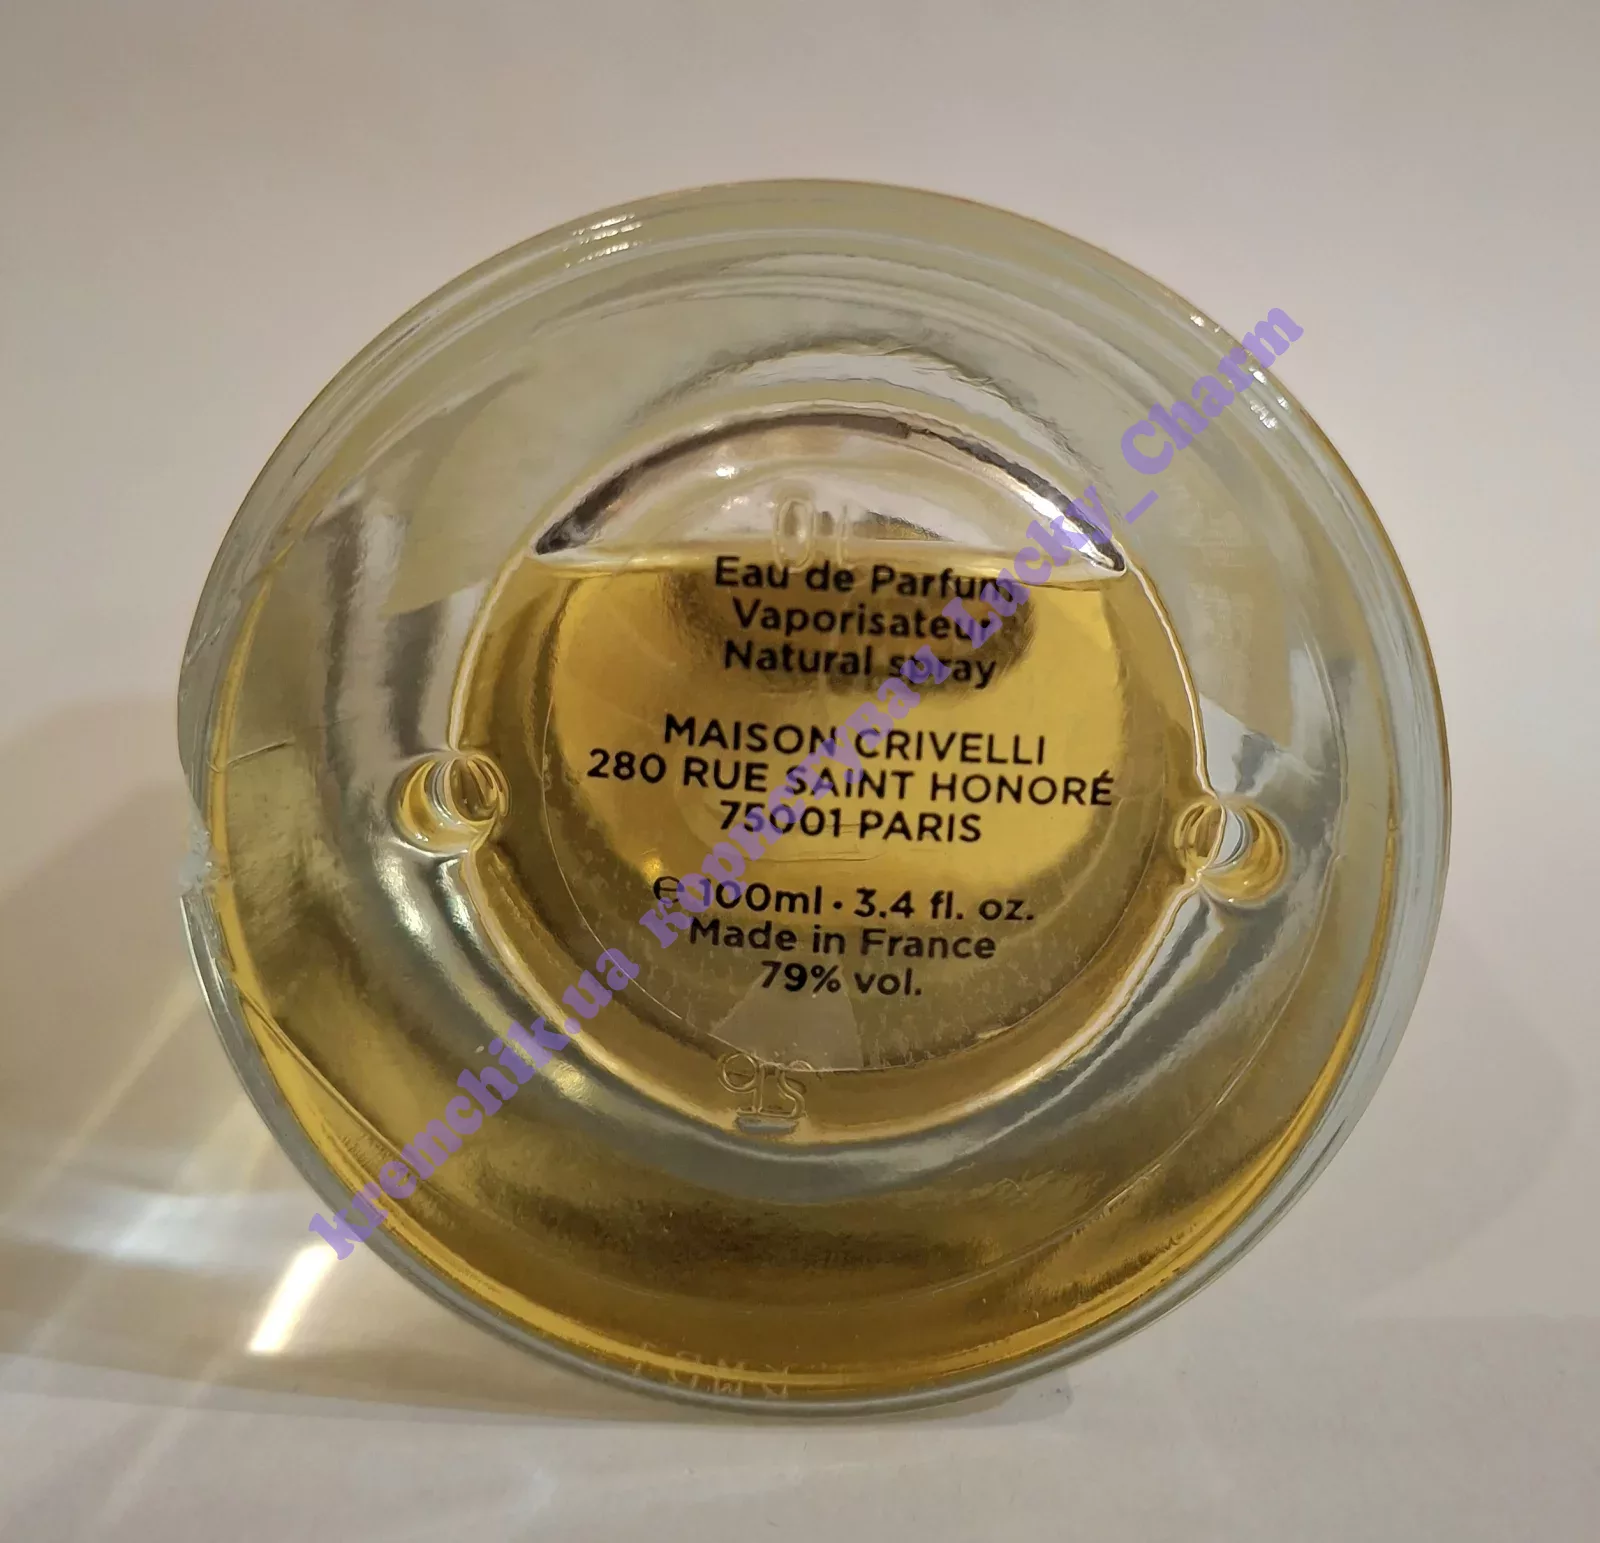 Eau de Parfum
Vaporisateur
Natural spray
MAISON CRIVELLI
280 RUE SAINT HONORÉ
75001 PARIS
℮ 100ml · 3.4 fl. oz.
Made in France
79% vol.
kremchik.ua користувач Lucky_Charm